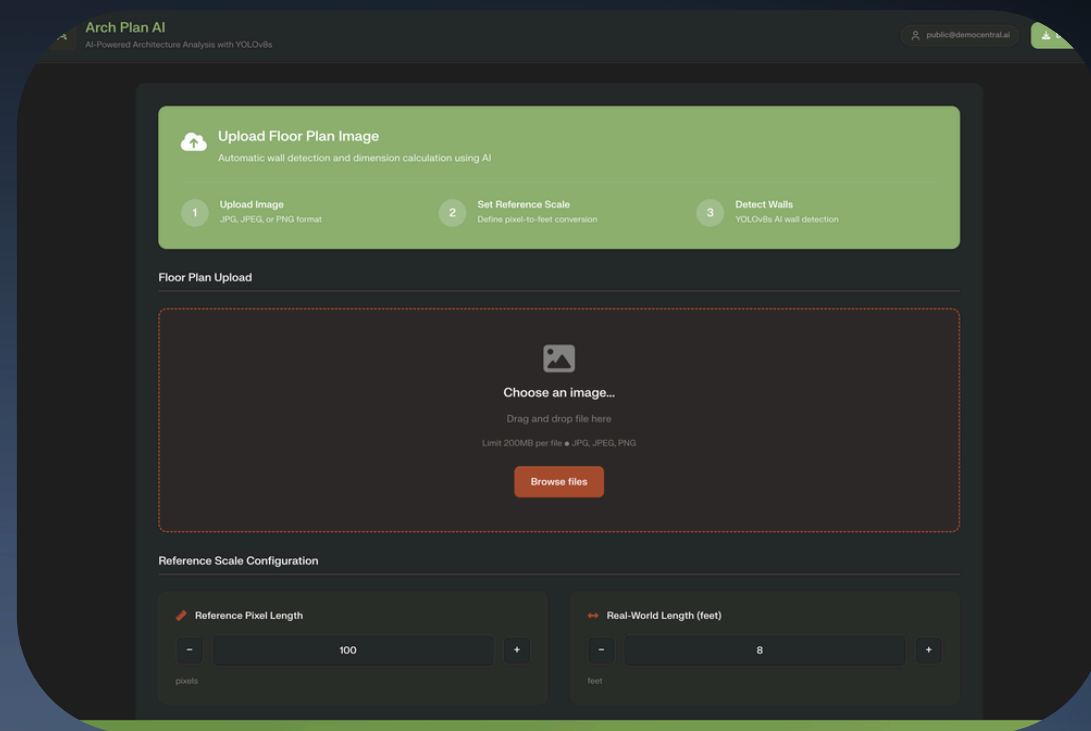 Arch Plan AI
AI-Powered Architecture Analysis with YOLOv8s
public@democentral.ai
Upload Floor Plan Image
Automatic wall detection and dimension calculation using AI
1
Upload Image
JPG, JPEG, or PNG format
2
Set Reference Scale
Define pixel-to-feet conversion
3
Detect Walls
YOLOv8s AI wall detection
Floor Plan Upload
Choose an image...
Drag and drop file here
Limit 200MB per file ● JPG, JPEG, PNG
Browse files
Reference Scale Configuration
Reference Pixel Length
− 100 +
pixels
Real-World Length (feet)
− 8 +
feet